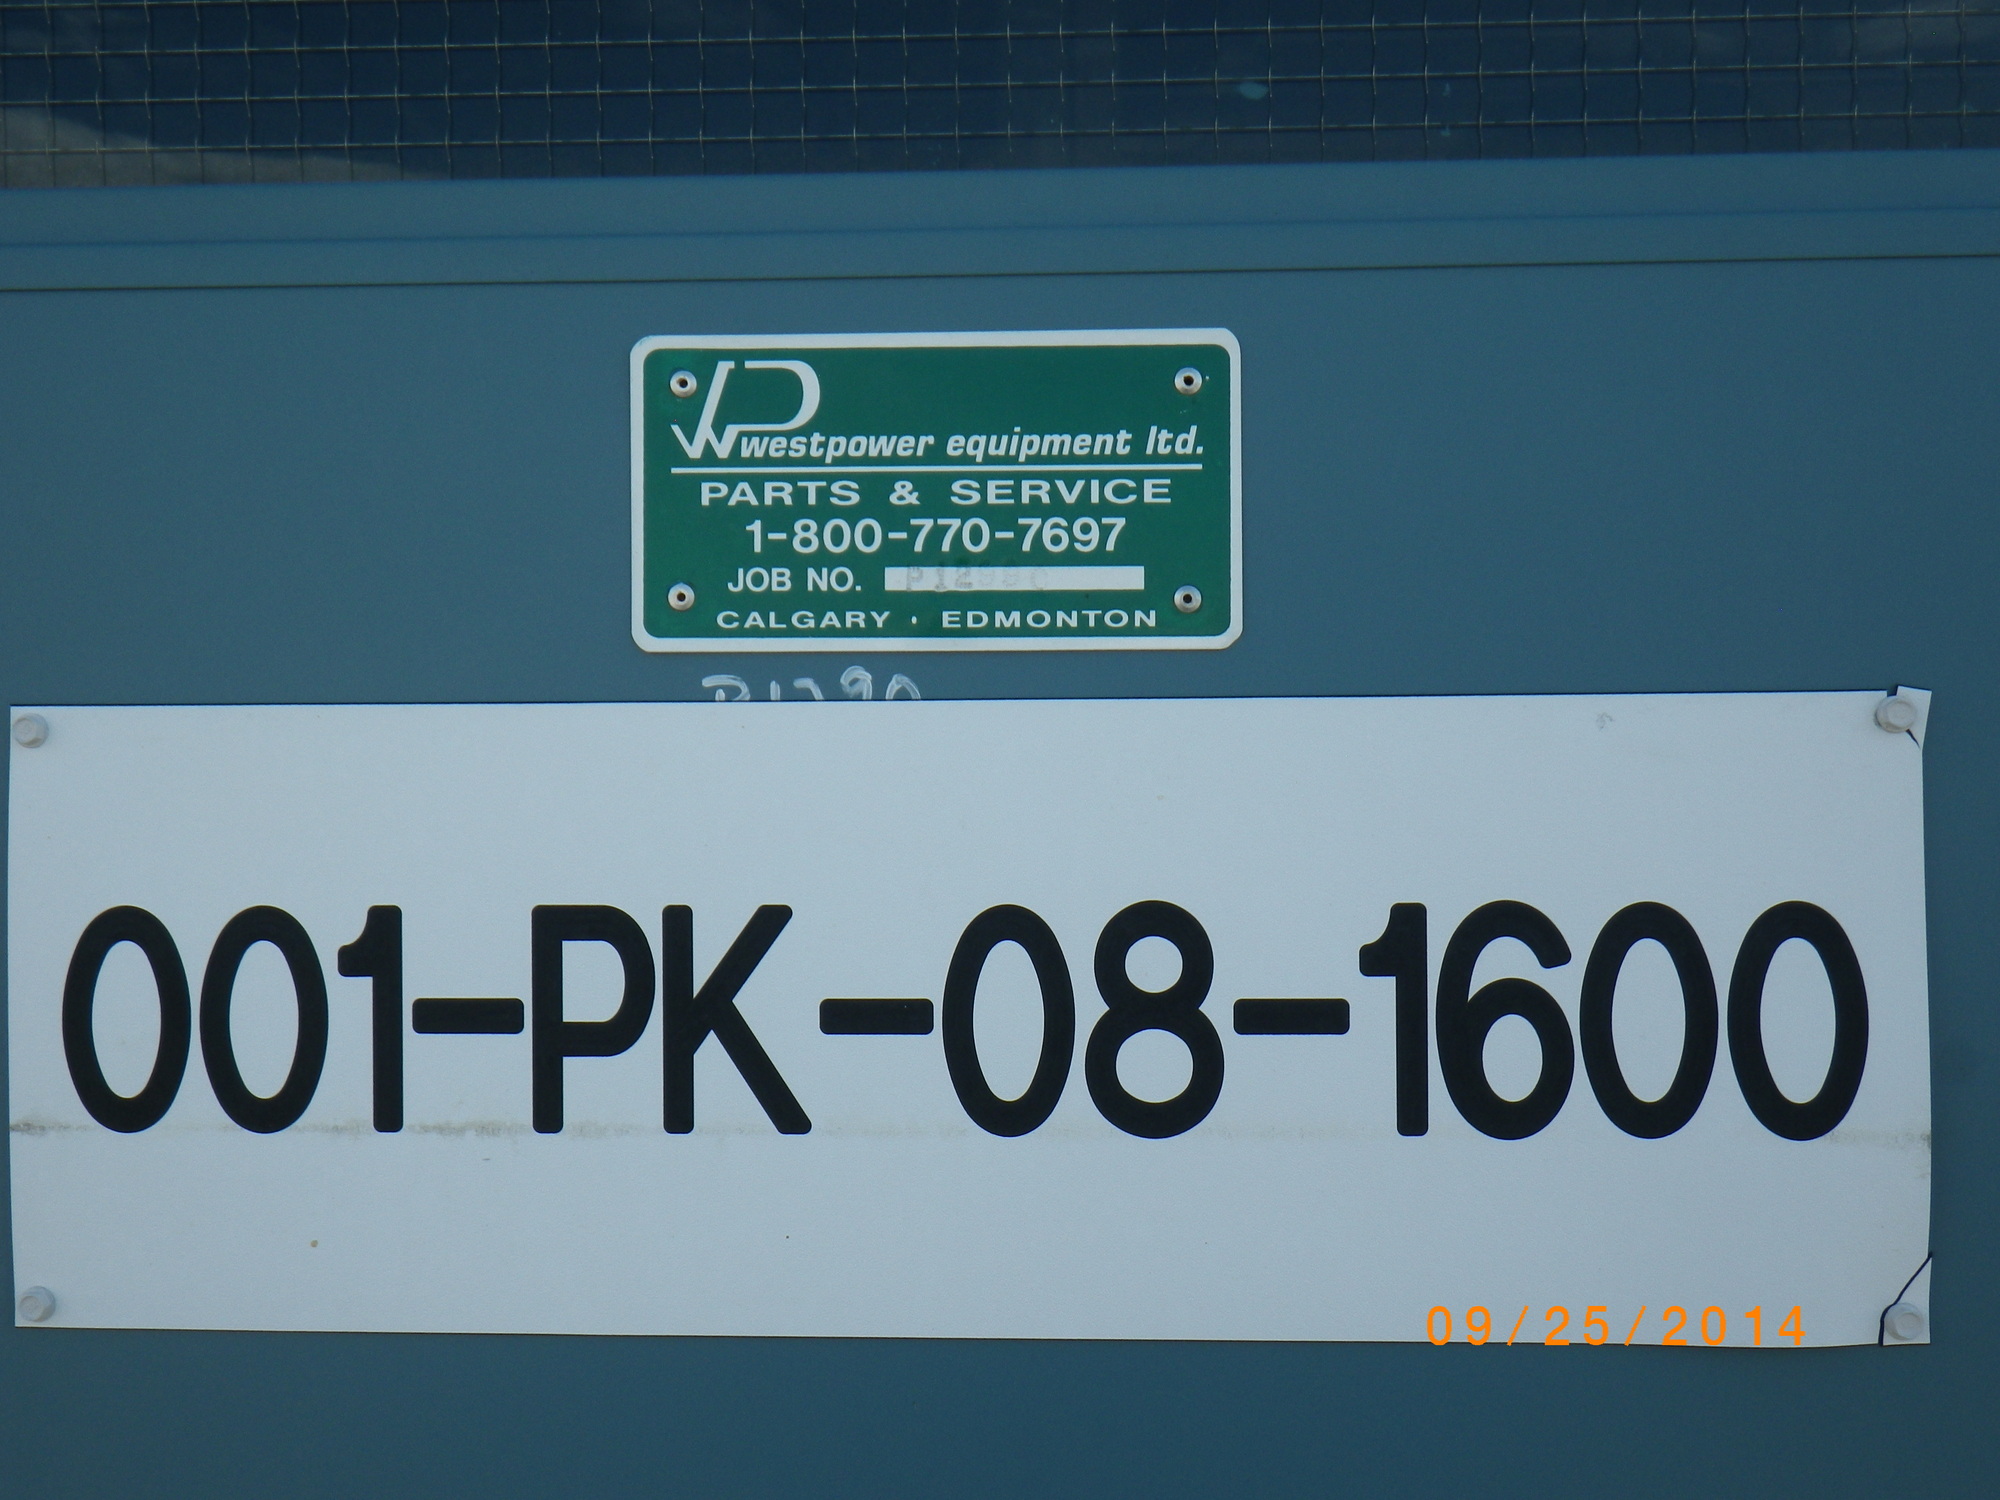 WP
westpower equipment ltd.
PARTS & SERVICE
1-800-770-7697
JOB NO.
CALGARY · EDMONTON
001-PK-08-1600
09/25/2014